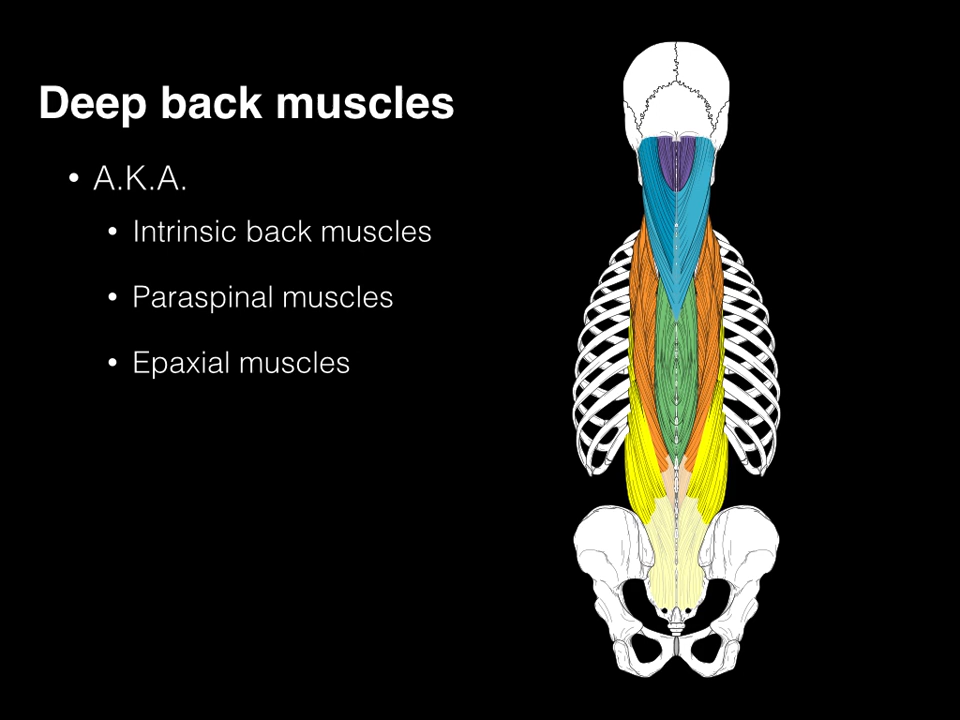 Deep back muscles
• A.K.A.
• Intrinsic back muscles
• Paraspinal muscles
• Epaxial muscles